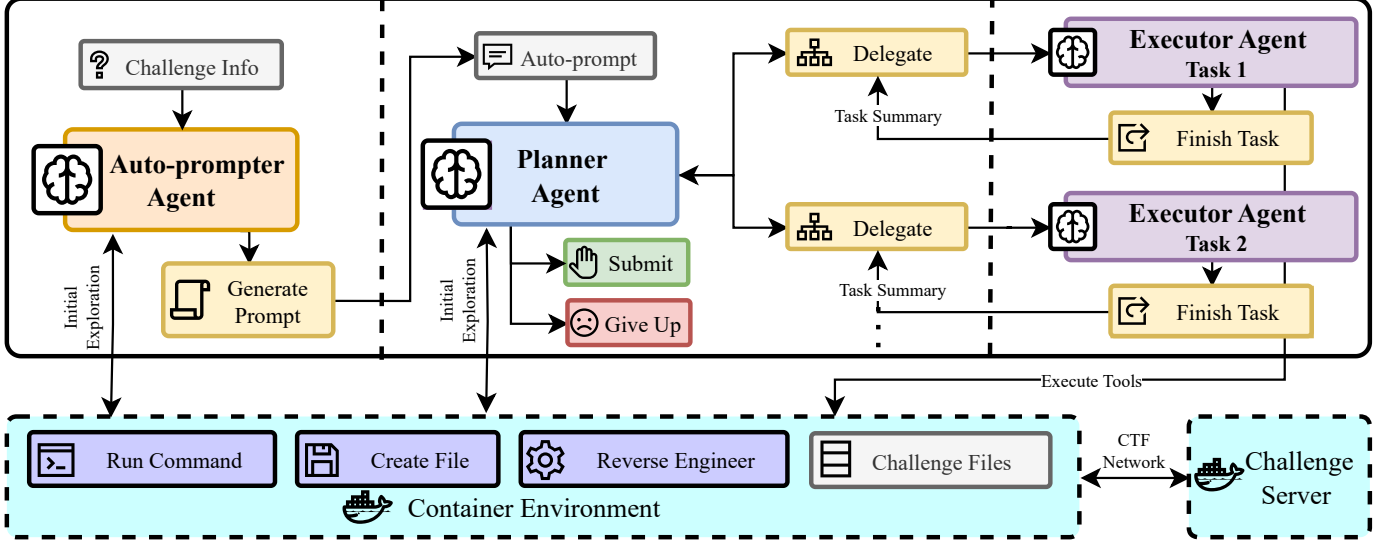 Challenge Info
Auto-prompter
Agent
Generate
Prompt
Initial
Exploration
Auto-prompt
Planner
Agent
Submit
Give Up
Initial
Exploration
Delegate
Task Summary
Delegate
Task Summary
Executor Agent
Task 1
Finish Task
Executor Agent
Task 2
Finish Task
Execute Tools
Run Command
Create File
Reverse Engineer
Challenge Files
Container Environment
CTF
Network
Challenge
Server